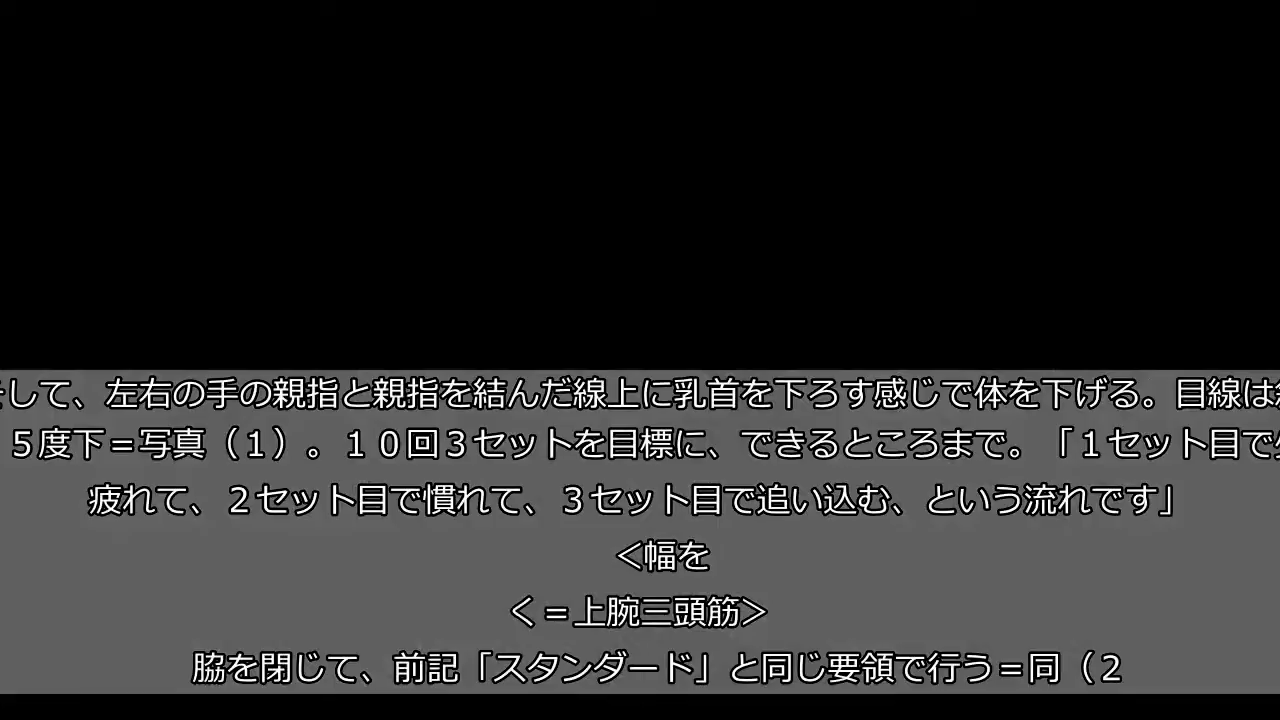 して、左右の手の親指と親指を結んだ線上に乳首を下ろす感じで体を下げる。目線は
５度下＝写真（１）。１０回３セットを目標に、できるところまで。「１セット目で
疲れて、２セット目で慣れて、３セット目で追い込む、という流れです」
＜幅を
く＝上腕三頭筋＞
脇を閉じて、前記「スタンダード」と同じ要領で行う＝同（２